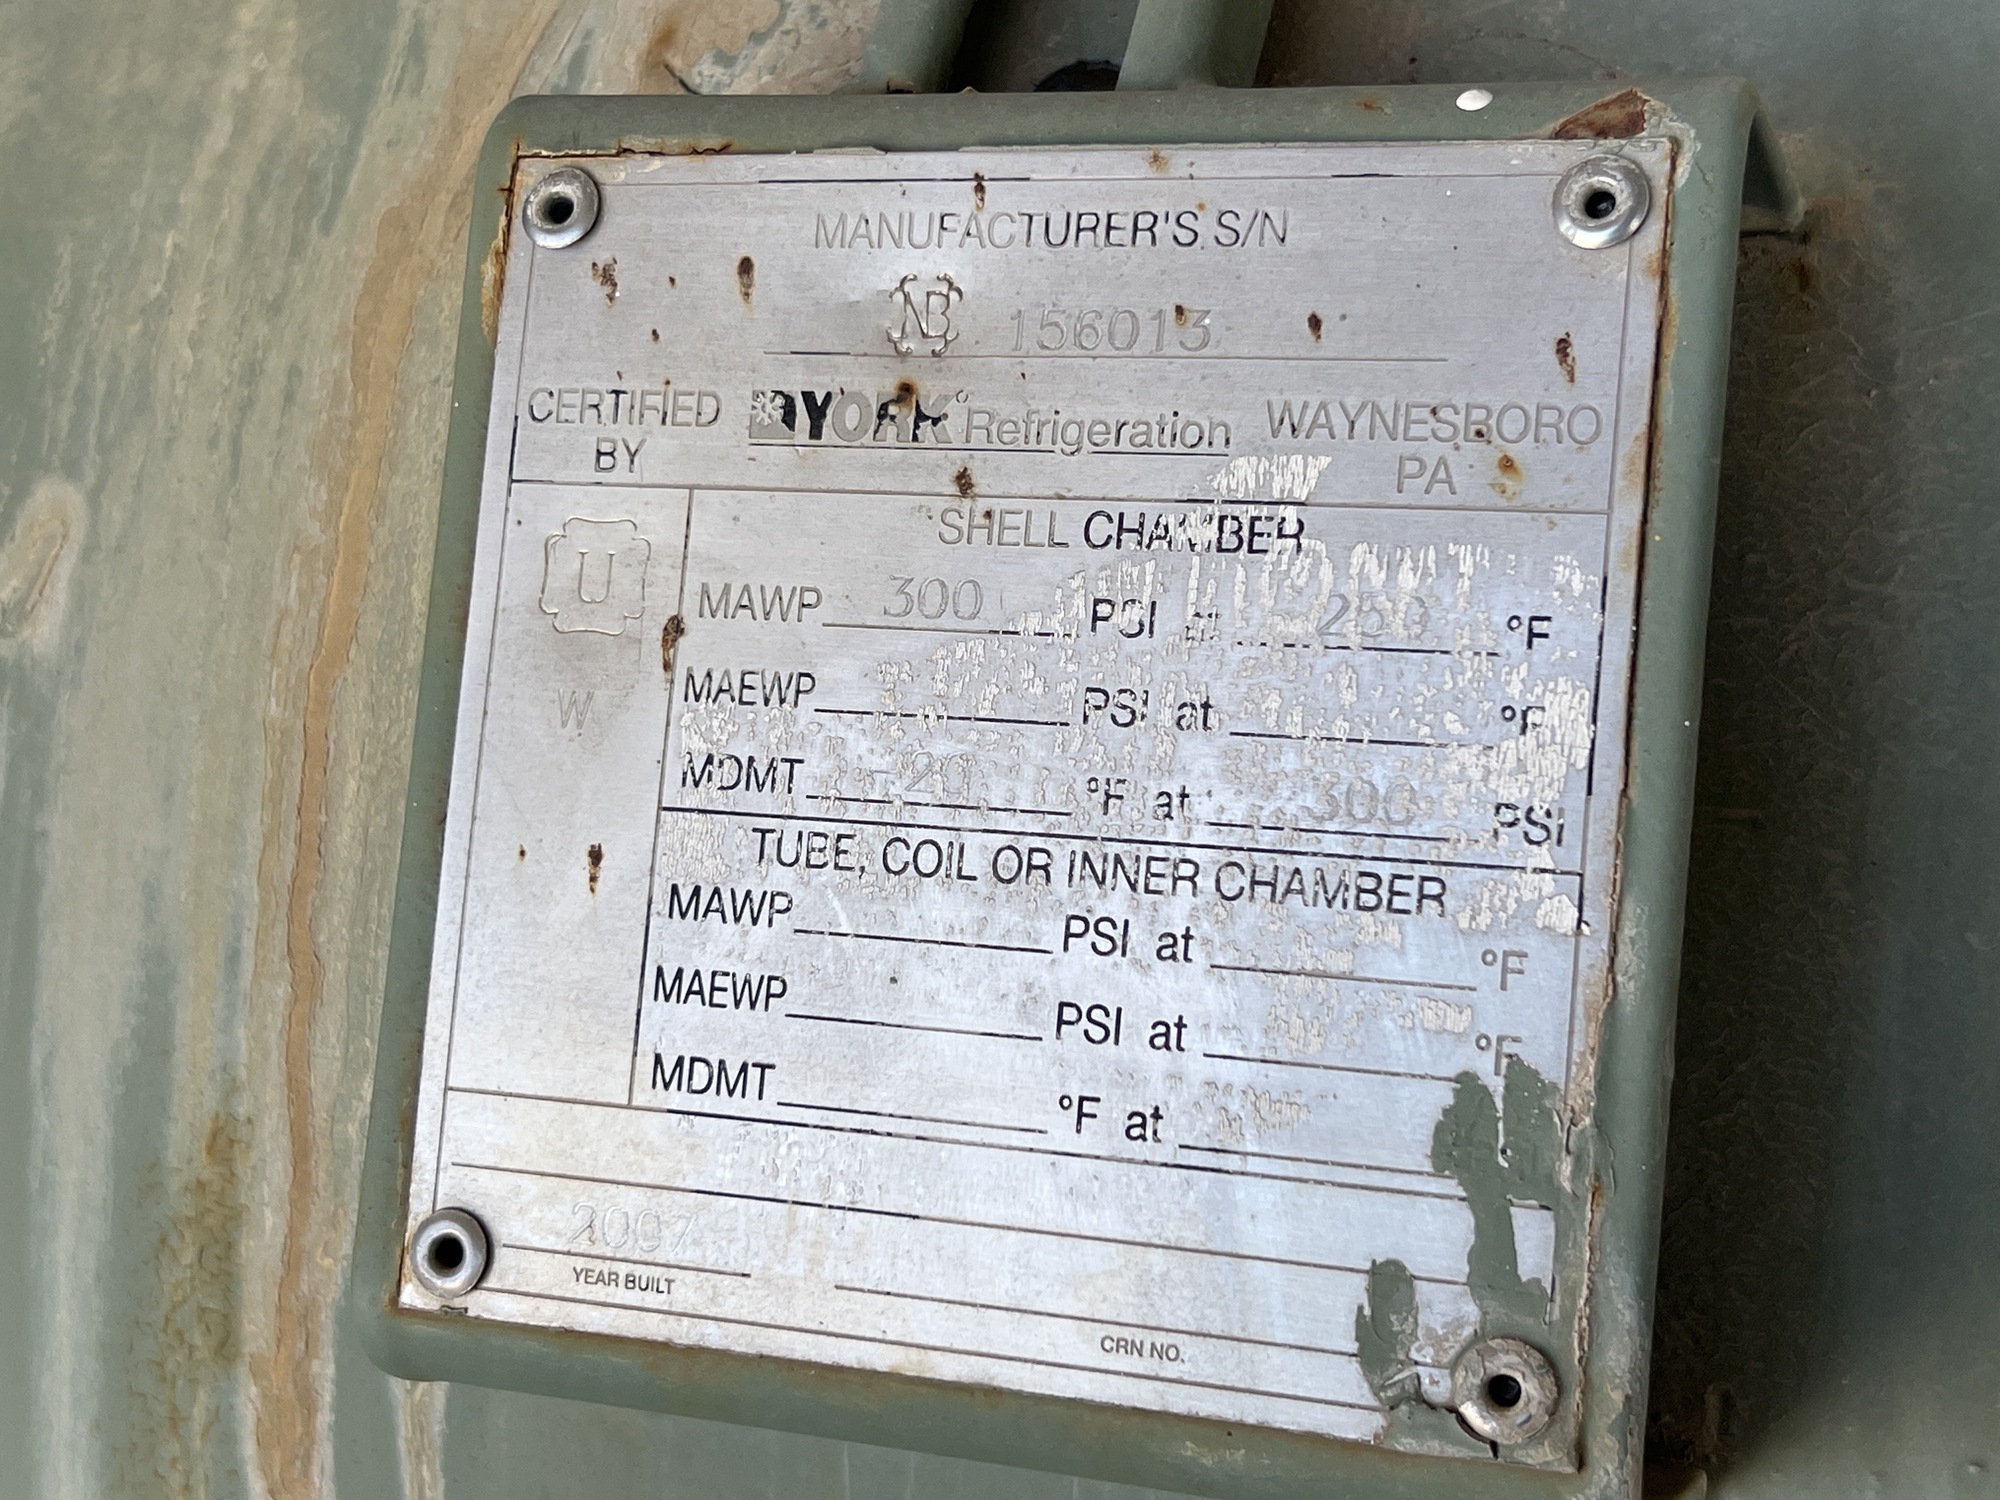 MANUFACTURER'S S/N
NB 156013
CERTIFIED BY YORK Refrigeration WAYNESBORO PA
U
W
SHELL CHAMBER
MAWP 300 PSI at 250 °F
MAEWP PSI at °F
MDMT -20 °F at 300 PSI
TUBE, COIL OR INNER CHAMBER
MAWP PSI at °F
MAEWP PSI at °F
MDMT °F at
2007
YEAR BUILT
CRN NO.